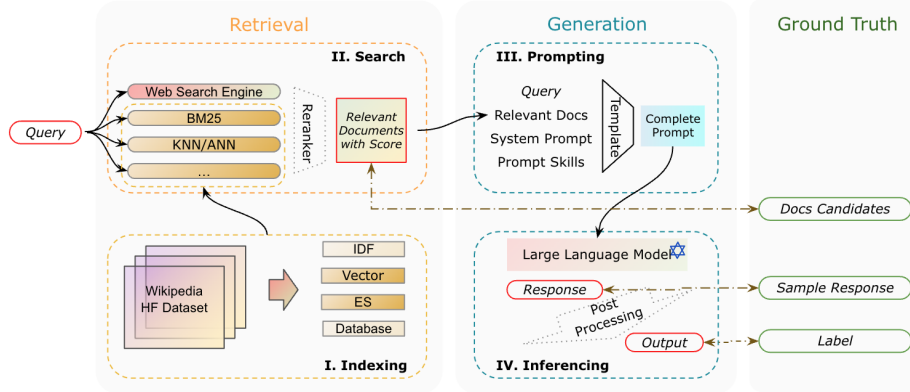 Retrieval
Generation
Ground Truth
II. Search
III. Prompting
Web Search Engine
BM25
KNN/ANN
...
Query
Reranker
Relevant
Documents
with Score
Query
Relevant Docs
System Prompt
Prompt Skills
Template
Complete
Prompt
Docs Candidates
Wikipedia
HF Dataset
IDF
Vector
ES
Database
I. Indexing
Large Language Model
Response
Post
Processing
Output
IV. Inferencing
Sample Response
Label